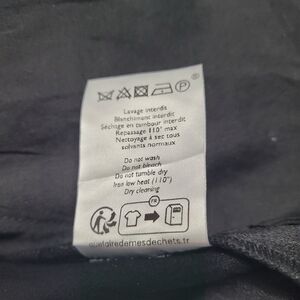 P
Lavage interdit
Blanchiment interdit
Séchage en tambour interdit
Repassage 110° max
Nettoyage à sec tous
solvants normaux
Do not wash
Do not bleach
Do not tumble dry
Iron low heat (110°)
Dry cleaning
FR
quefairedemesdechets.fr